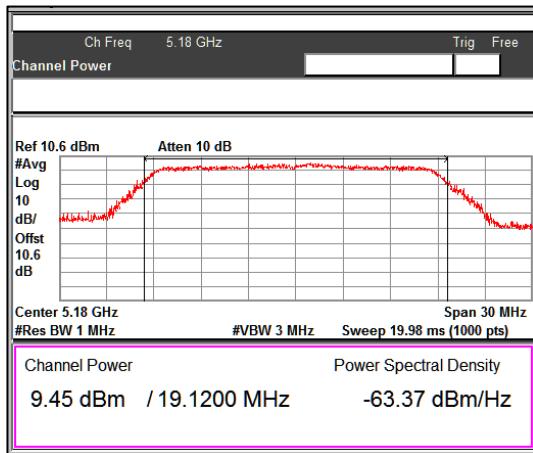 Ch Freq 5.18 GHz Trig Free
Channel Power
Ref 10.6 dBm Atten 10 dB
#Avg
Log
10
dB/
Offst
10.6
dB
Center 5.18 GHz Span 30 MHz
#Res BW 1 MHz #VBW 3 MHz Sweep 19.98 ms (1000 pts)
Channel Power Power Spectral Density
9.45 dBm / 19.1200 MHz -63.37 dBm/Hz